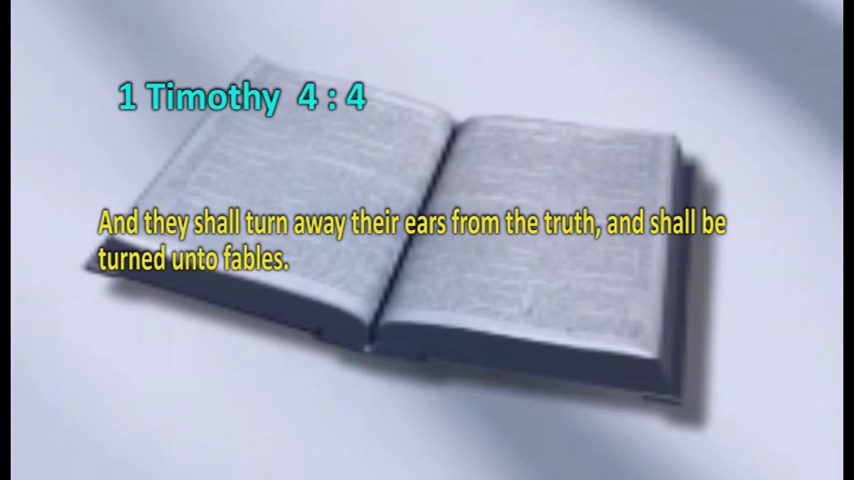 1 Timothy 4 : 4
And they shall turn away their ears from the truth, and shall be
turned unto fables.